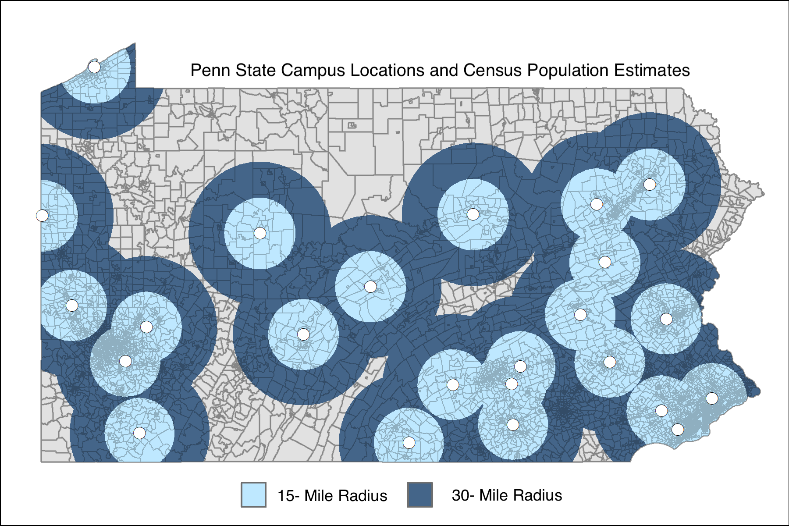 Penn State Campus Locations and Census Population Estimates
15- Mile Radius
30- Mile Radius